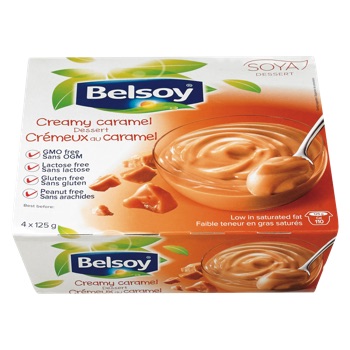 SOYA
DESSERT
Belsoy
Creamy caramel
Dessert
Crémeux au caramel
GMO free
Sans OGM
Lactose free
Sans lactose
Gluten free
Sans gluten
Peanut free
Sans arachides
Best before:
4 x 125 g
Low in saturated fat
Faible teneur en gras saturés
110
Belsoy
Creamy caramel
Dessert
Crémeux au caramel